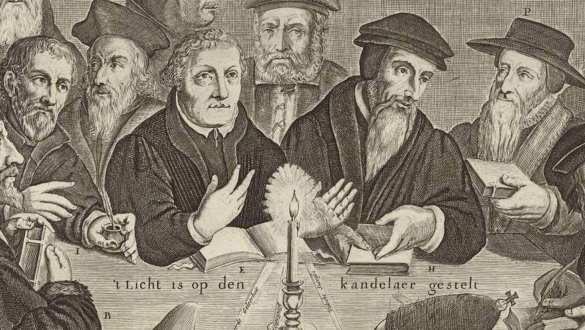 P
I
E
H
't Licht is op den kandelaer gestelt
B